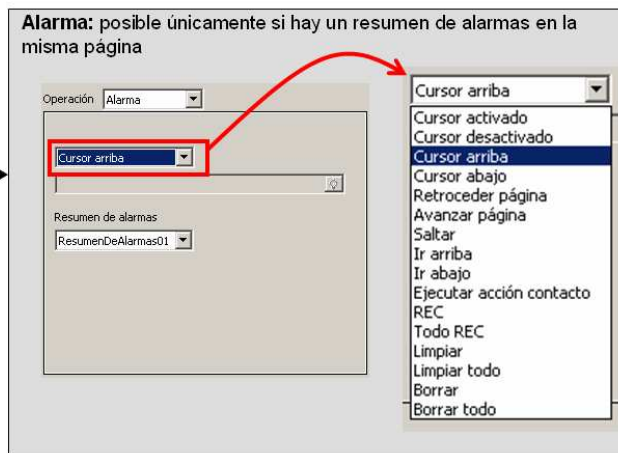 Alarma: posible únicamente si hay un resumen de alarmas en la
misma página
Operación Alarma
Cursor arriba
Resumen de alarmas
ResumenDeAlarmas01
Cursor arriba
Cursor activado
Cursor desactivado
Cursor arriba
Cursor abajo
Retroceder página
Avanzar página
Saltar
Ir arriba
Ir abajo
Ejecutar acción contacto
REC
Todo REC
Limpiar
Limpiar todo
Borrar
Borrar todo